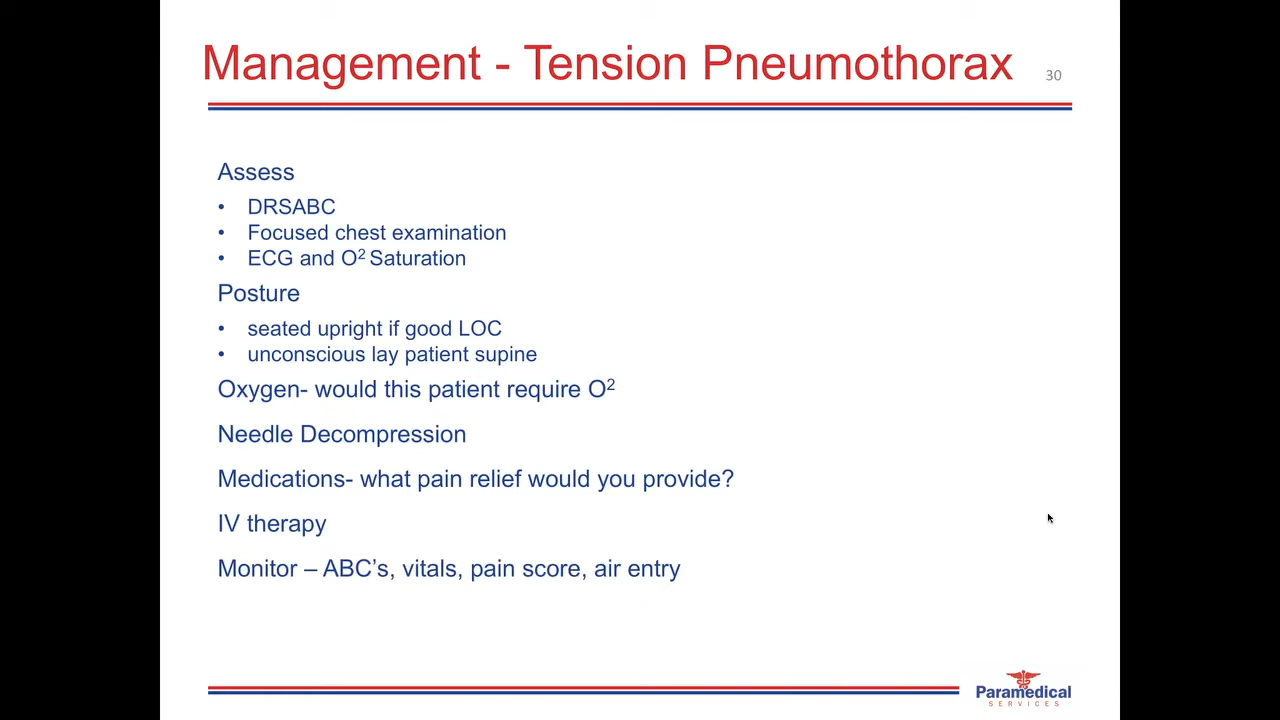 Management - Tension Pneumothorax
30
Assess
• DRSABC
• Focused chest examination
• ECG and O² Saturation
Posture
• seated upright if good LOC
• unconscious lay patient supine
Oxygen- would this patient require O²
Needle Decompression
Medications- what pain relief would you provide?
IV therapy
Monitor – ABC’s, vitals, pain score, air entry
Paramedical
SERVICES